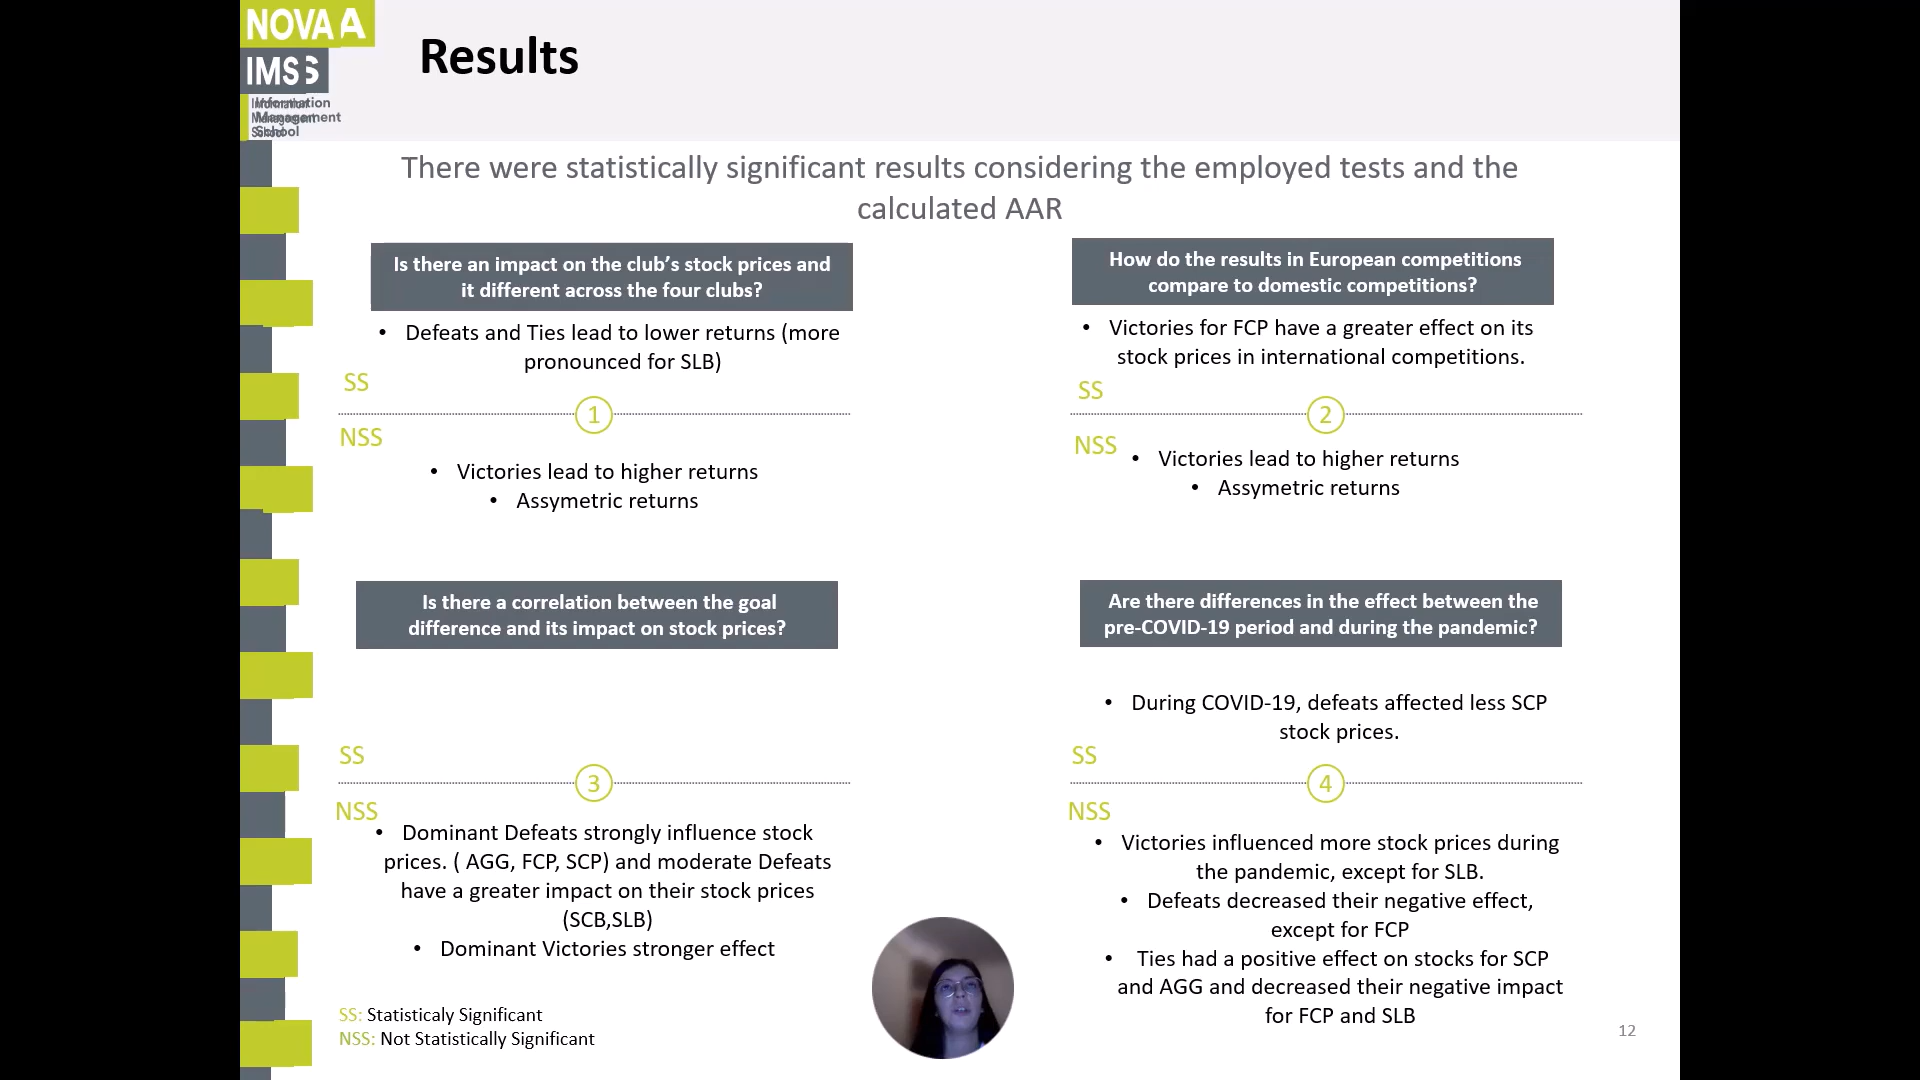 NOVA A
IMS S
Information
Management
School
Results
There were statistically significant results considering the employed tests and the
calculated AAR
Is there an impact on the club’s stock prices and
it different across the four clubs?
• Defeats and Ties lead to lower returns (more
pronounced for SLB)
SS
1
NSS
• Victories lead to higher returns
• Assymetric returns
How do the results in European competitions
compare to domestic competitions?
• Victories for FCP have a greater effect on its
stock prices in international competitions.
SS
2
NSS
• Victories lead to higher returns
• Assymetric returns
Is there a correlation between the goal
difference and its impact on stock prices?
SS
3
NSS
• Dominant Defeats strongly influence stock
prices. ( AGG, FCP, SCP) and moderate Defeats
have a greater impact on their stock prices
(SCB,SLB)
• Dominant Victories stronger effect
Are there differences in the effect between the
pre-COVID-19 period and during the pandemic?
• During COVID-19, defeats affected less SCP
stock prices.
SS
4
NSS
• Victories influenced more stock prices during
the pandemic, except for SLB.
• Defeats decreased their negative effect,
except for FCP
• Ties had a positive effect on stocks for SCP
and AGG and decreased their negative impact
for FCP and SLB
SS: Statisticaly Significant
NSS: Not Statistically Significant
12